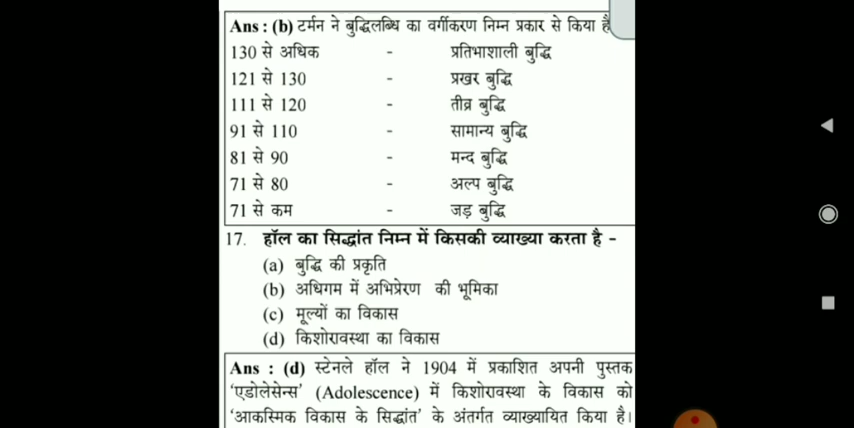 Ans : (b) टर्मन ने बुद्धिलब्धि का वर्गीकरण निम्न प्रकार से किया है
130 से अधिक - प्रतिभाशाली बुद्धि
121 से 130 - प्रखर बुद्धि
111 से 120 - तीव्र बुद्धि
91 से 110 - सामान्य बुद्धि
81 से 90 - मन्द बुद्धि
71 से 80 - अल्प बुद्धि
71 से कम - जड़ बुद्धि
17. हॉल का सिद्धांत निम्न में किसकी व्याख्या करता है -
(a) बुद्धि की प्रकृति
(b) अधिगम में अभिप्रेरण की भूमिका
(c) मूल्यों का विकास
(d) किशोरावस्था का विकास
Ans : (d) स्टेनले हॉल ने 1904 में प्रकाशित अपनी पुस्तक
'एडोलेसेन्स' (Adolescence) में किशोरावस्था के विकास को
'आकस्मिक विकास के सिद्धांत' के अंतर्गत व्याख्यायित किया है।